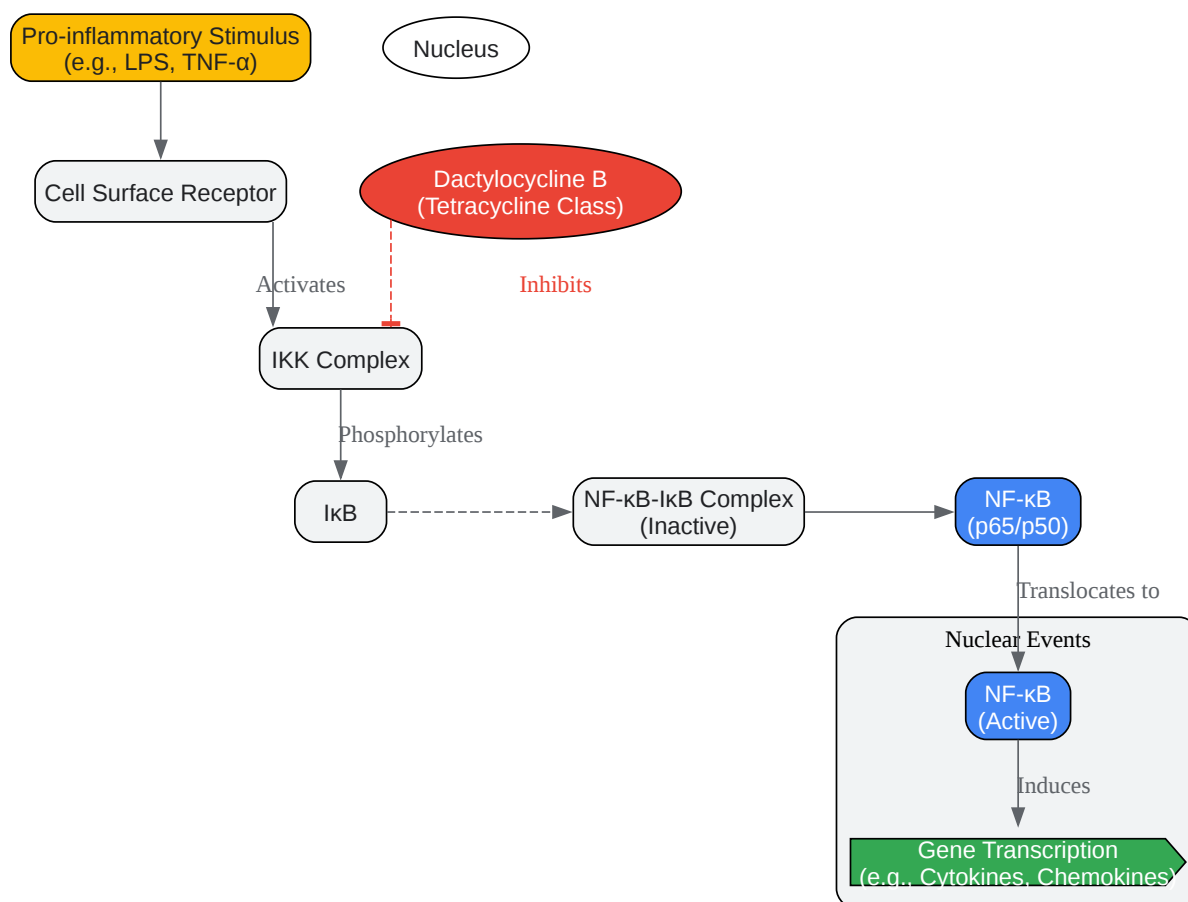 Pro-inflammatory Stimulus
(e.g., LPS, TNF-α)
Nucleus
Cell Surface Receptor
Dactylocycline B
(Tetracycline Class)
Activates
Inhibits
IKK Complex
Phosphorylates
IκB
NF-κB-IκB Complex
(Inactive)
NF-κB
(p65/p50)
Translocates to
Nuclear Events
NF-κB
(Active)
Induces
Gene Transcription
(e.g., Cytokines, Chemokines)